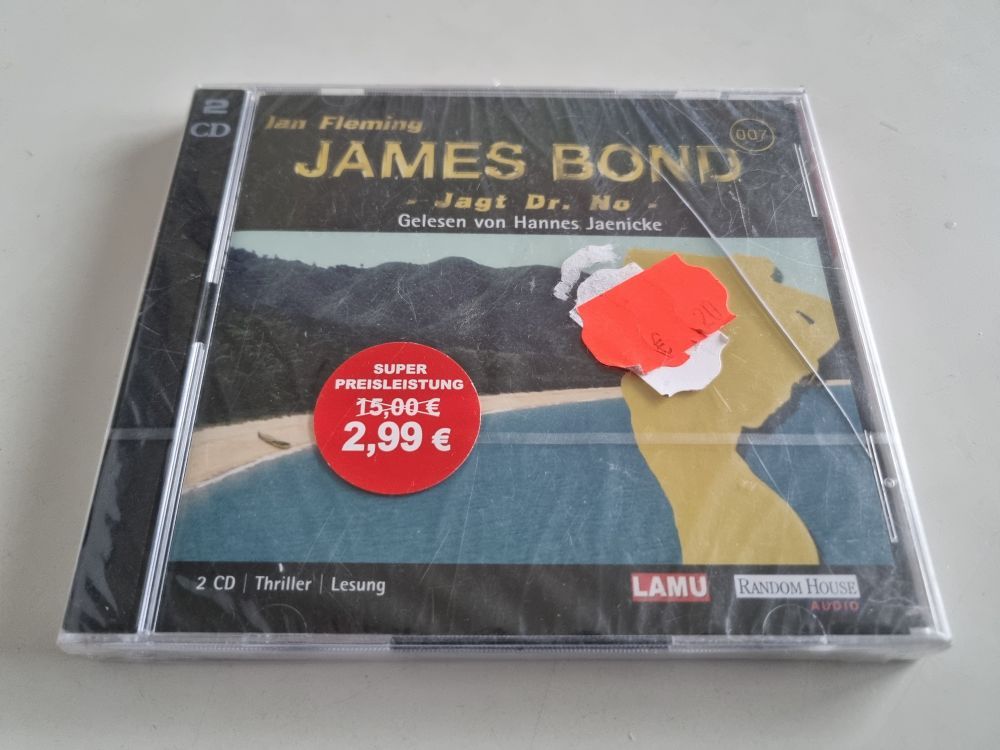 2
CD
Ian Fleming
007
JAMES BOND
- Jagt Dr. No -
Gelesen von Hannes Jaenicke
SUPER
PREISLEISTUNG
15,00 €
2,99 €
€ 20
2 CD | Thriller | Lesung
LAMU
RANDOM HOUSE
AUDIO